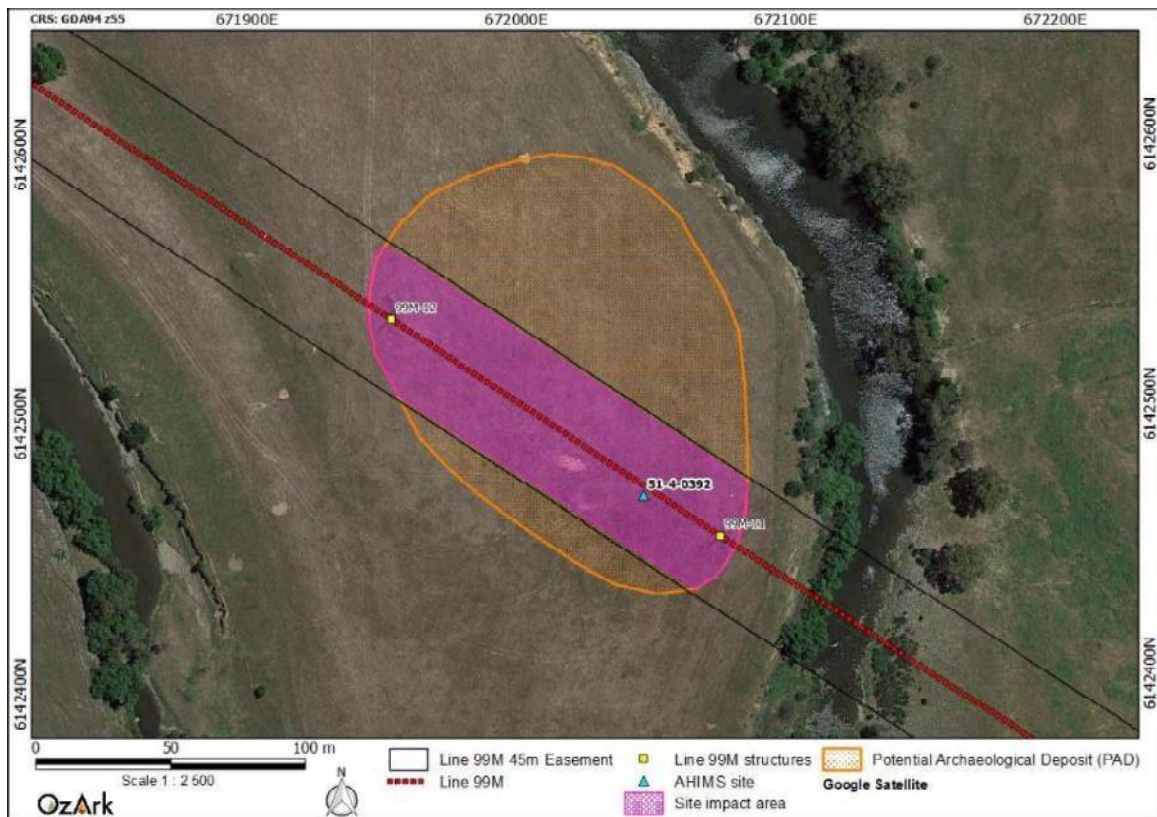 CRS: GDA94 z55
671900E 672000E 672100E 672200E
6142600N
6142600N
99M-12
6142500N
6142500N
51-4-0392
99M-11
6142400N
6142400N
0 50 100 m
Scale 1 : 2 500
OzArk
N
Line 99M 45m Easement
Line 99M
Line 99M structures
AHIMS site
Site impact area
Potential Archaeological Deposit (PAD)
Google Satellite